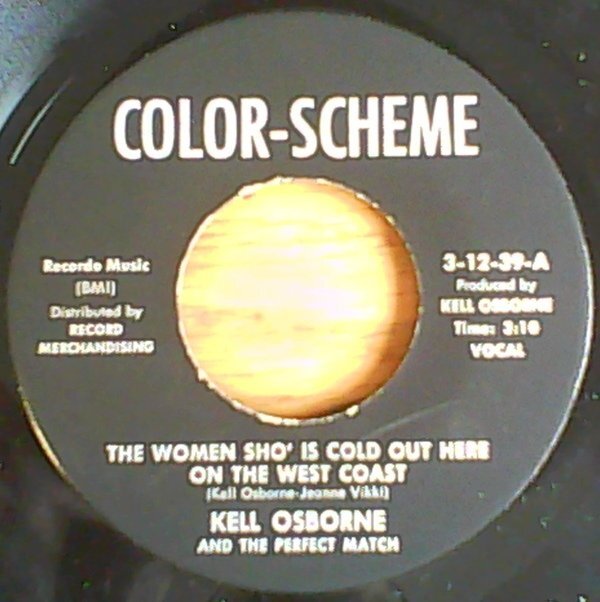 COLOR-SCHEME
Recordo Music
(BMI)
Distributed by
RECORD
MERCHANDISING
3-12-39-A
Produced by
KELL OSBORNE
Time: 3:10
VOCAL
THE WOMEN SHO' IS COLD OUT HERE
ON THE WEST COAST
(Kell Osborne-Jeanne Vikki)
KELL OSBORNE
AND THE PERFECT MATCH